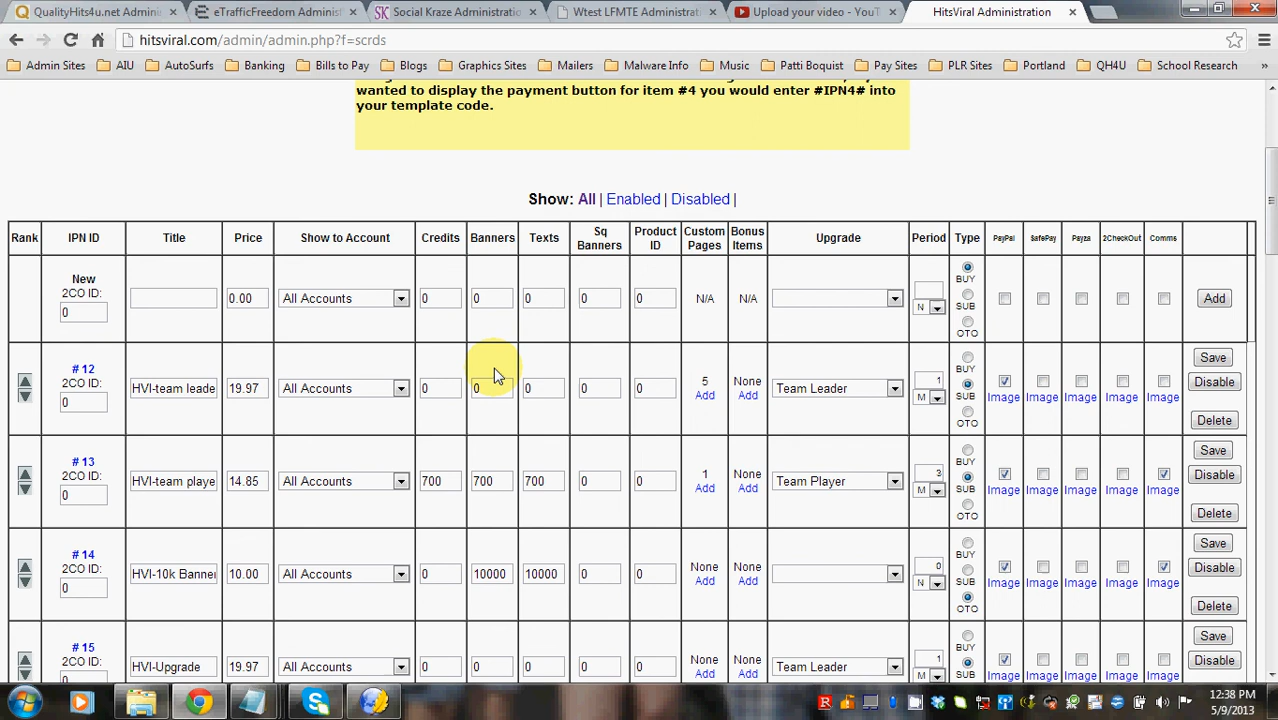 QualityHits4u.net Admini
eTrafficFreedom Administ
Social Kraze Administratio
Wtest LFMTE Administrati
Upload your video - YouT
HitsViral Administration
hitsviral.com/admin/admin.php?f=scrds
Admin Sites AIU AutoSurfs Banking Bills to Pay Blogs Graphics Sites Mailers Malware Info Music Patti Boquist Pay Sites PLR Sites Portland QH4U School Research
wanted to display the payment button for item #4 you would enter #IPN4# into
your template code.
Show: All | Enabled | Disabled |
Rank IPN ID Title Price Show to Account Credits Banners Texts Sq Banners Product ID Custom Pages Bonus Items Upgrade Period Type PayPal SafePay Payza 2CheckOut Comms
New
2CO ID:
0 0.00 All Accounts 0 0 0 0 0 N/A N/A N BUY SUB OTO Add
# 12
2CO ID:
0 HVI-team leade 19.97 All Accounts 0 0 0 0 0 5 Add None Add Team Leader 1 M BUY SUB OTO Image Image Image Image Image Save Disable Delete
# 13
2CO ID:
0 HVI-team playe 14.85 All Accounts 700 700 700 0 0 1 Add None Add Team Player 3 M BUY SUB OTO Image Image Image Image Image Save Disable Delete
# 14
2CO ID:
0 HVI-10k Banner 10.00 All Accounts 0 10000 10000 0 0 None Add None Add 0 N BUY SUB OTO Image Image Image Image Image Save Disable Delete
# 15
2CO ID:
0 HVI-Upgrade 19.97 All Accounts 0 0 0 0 0 None Add None Add Team Leader 1 M BUY SUB Image Image Image Image Image Save Disable
12:38 PM
5/9/2013